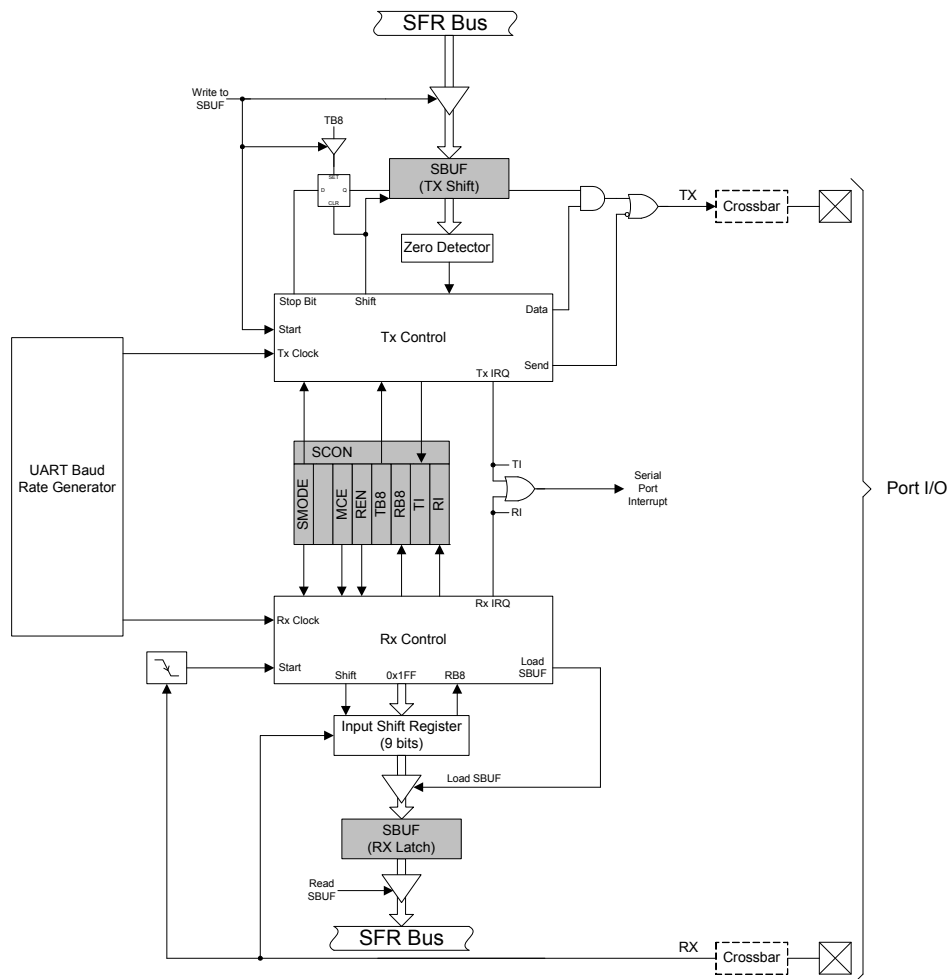 SFR Bus
Write to
SBUF
TB8
SET
D
Q
CLR
SBUF
(TX Shift)
TX
Crossbar
Zero Detector
Stop Bit
Shift
Data
Start
Tx Control
Tx Clock
Send
Tx IRQ
UART Baud
Rate Generator
SCON
SMODE
MCE
REN
TB8
RB8
TI
RI
TI
RI
Serial
Port
Interrupt
Port I/O
Rx IRQ
Rx Clock
Rx Control
Start
Load
SBUF
Shift
0x1FF
RB8
Input Shift Register
(9 bits)
Load SBUF
SBUF
(RX Latch)
Read
SBUF
SFR Bus
RX
Crossbar